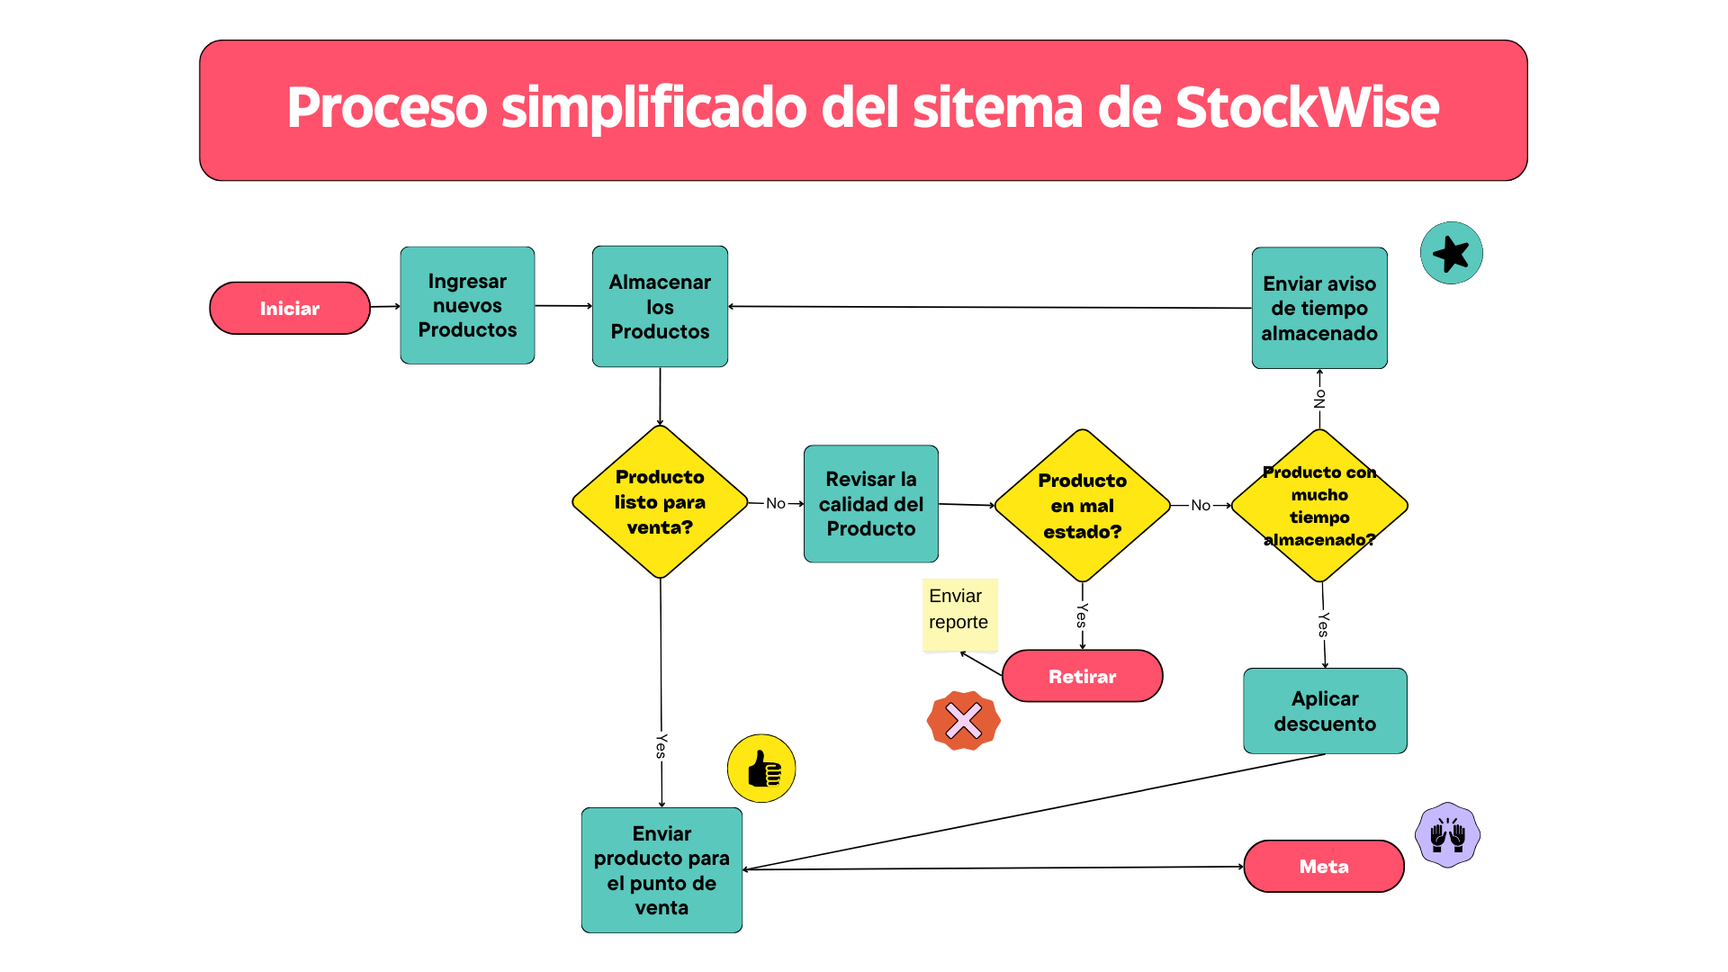 Proceso simplificado del sitema de StockWise
Iniciar
Ingresar
nuevos
Productos
Almacenar
los
Productos
Enviar aviso
de tiempo
almacenado
No
Producto
listo para
venta?
No
Revisar la
calidad del
Producto
Producto
en mal
estado?
No
Producto con
mucho
tiempo
almacenado?
Enviar
reporte
Yes
Yes
Retirar
Aplicar
descuento
Yes
Enviar
producto para
el punto de
venta
Meta